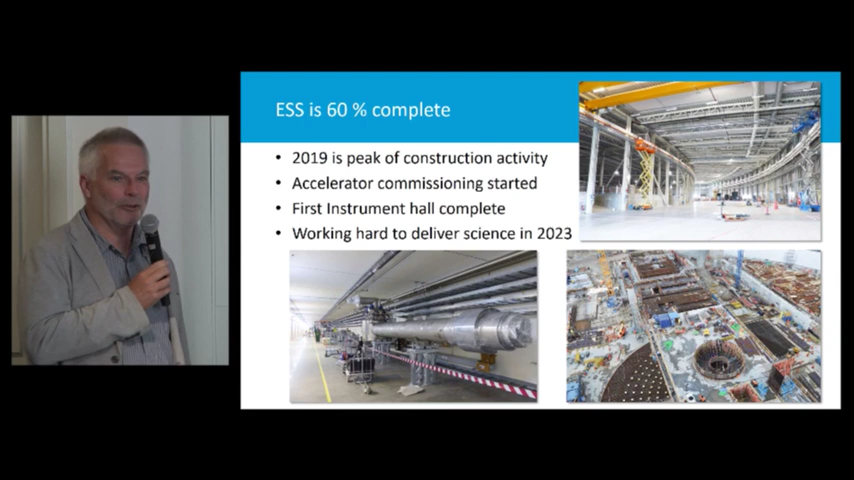 ESS is 60 % complete
• 2019 is peak of construction activity
• Accelerator commissioning started
• First Instrument hall complete
• Working hard to deliver science in 2023